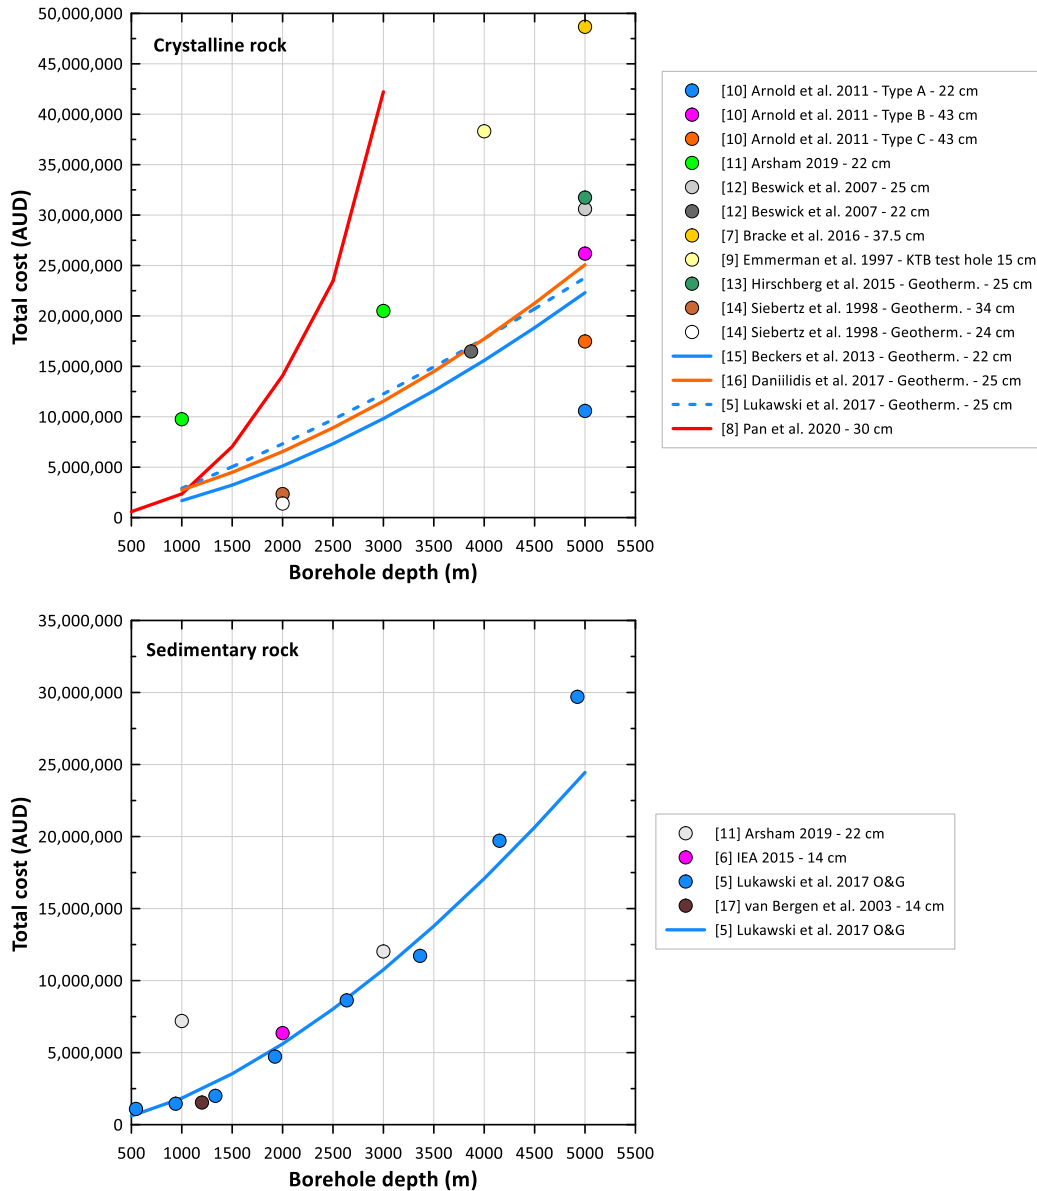 Crystalline rock
50,000,000
45,000,000
40,000,000
35,000,000
30,000,000
25,000,000
20,000,000
15,000,000
10,000,000
5,000,000
0
Total cost (AUD)
500 1000 1500 2000 2500 3000 3500 4000 4500 5000 5500
Borehole depth (m)
[10] Arnold et al. 2011 - Type A - 22 cm
[10] Arnold et al. 2011 - Type B - 43 cm
[10] Arnold et al. 2011 - Type C - 43 cm
[11] Arsham 2019 - 22 cm
[12] Beswick et al. 2007 - 25 cm
[12] Beswick et al. 2007 - 22 cm
[7] Bracke et al. 2016 - 37.5 cm
[9] Emmerman et al. 1997 - KTB test hole 15 cm
[13] Hirschberg et al. 2015 - Geotherm. - 25 cm
[14] Siebertz et al. 1998 - Geotherm. - 34 cm
[14] Siebertz et al. 1998 - Geotherm. - 24 cm
[15] Beckers et al. 2013 - Geotherm. - 22 cm
[16] Daniilidis et al. 2017 - Geotherm. - 25 cm
[5] Lukawski et al. 2017 - Geotherm. - 25 cm
[8] Pan et al. 2020 - 30 cm
Sedimentary rock
35,000,000
30,000,000
25,000,000
20,000,000
15,000,000
10,000,000
5,000,000
0
Total cost (AUD)
500 1000 1500 2000 2500 3000 3500 4000 4500 5000 5500
Borehole depth (m)
[11] Arsham 2019 - 22 cm
[6] IEA 2015 - 14 cm
[5] Lukawski et al. 2017 O&G
[17] van Bergen et al. 2003 - 14 cm
[5] Lukawski et al. 2017 O&G